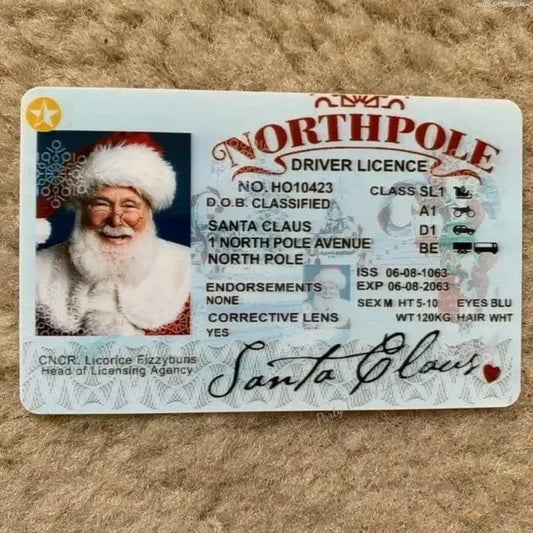 NORTHPOLE
DRIVER LICENCE
NO. HO10423
CLASS SL1
D.O.B. CLASSIFIED
A1
SANTA CLAUS
D1
1 NORTH POLE AVENUE
BE
NORTH POLE
ISS 06-08-1063
ENDORSEMENTS
EXP 06-08-2063
NONE
SEX M HT 5-10 EYES BLU
CORRECTIVE LENS
WT 120KG HAIR WHT
YES
CNCR. Licorice Fizzybuns
Head of Licensing Agency
Santa Claus